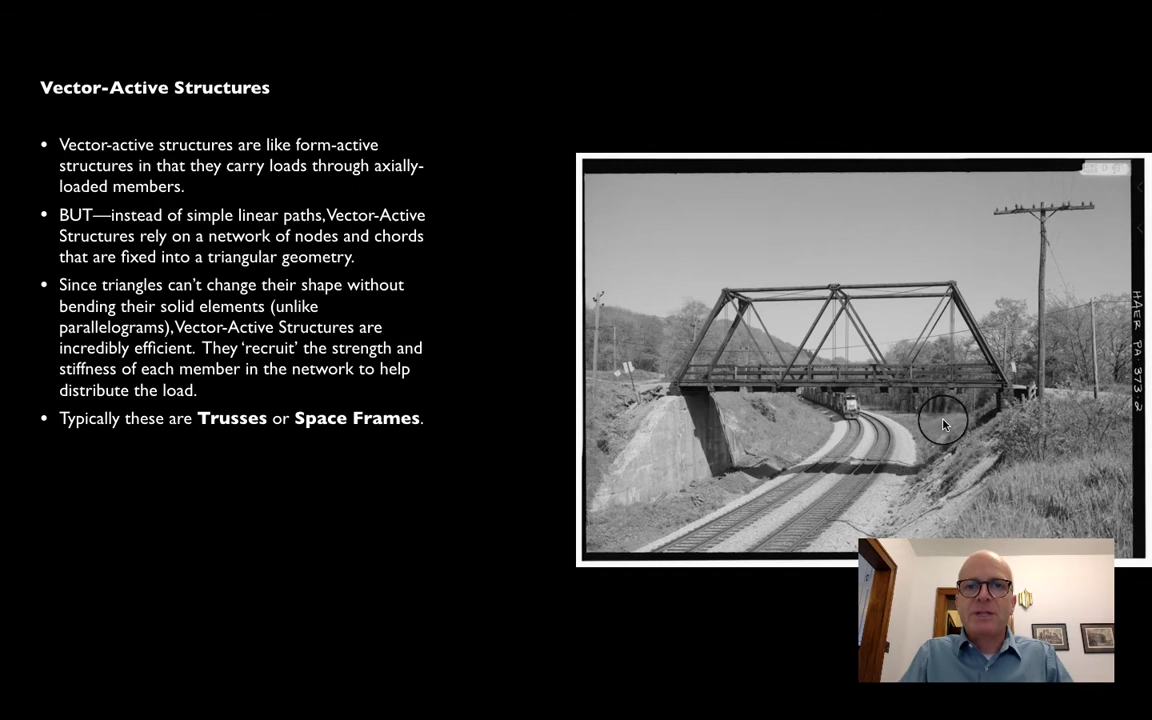 Vector-Active Structures
• Vector-active structures are like form-active
structures in that they carry loads through axially-
loaded members.
• BUT—instead of simple linear paths,Vector-Active
Structures rely on a network of nodes and chords
that are fixed into a triangular geometry.
• Since triangles can't change their shape without
bending their solid elements (unlike
parallelograms),Vector-Active Structures are
incredibly efficient. They 'recruit' the strength and
stiffness of each member in the network to help
distribute the load.
• Typically these are Trusses or Space Frames.
HAER PA-373-2